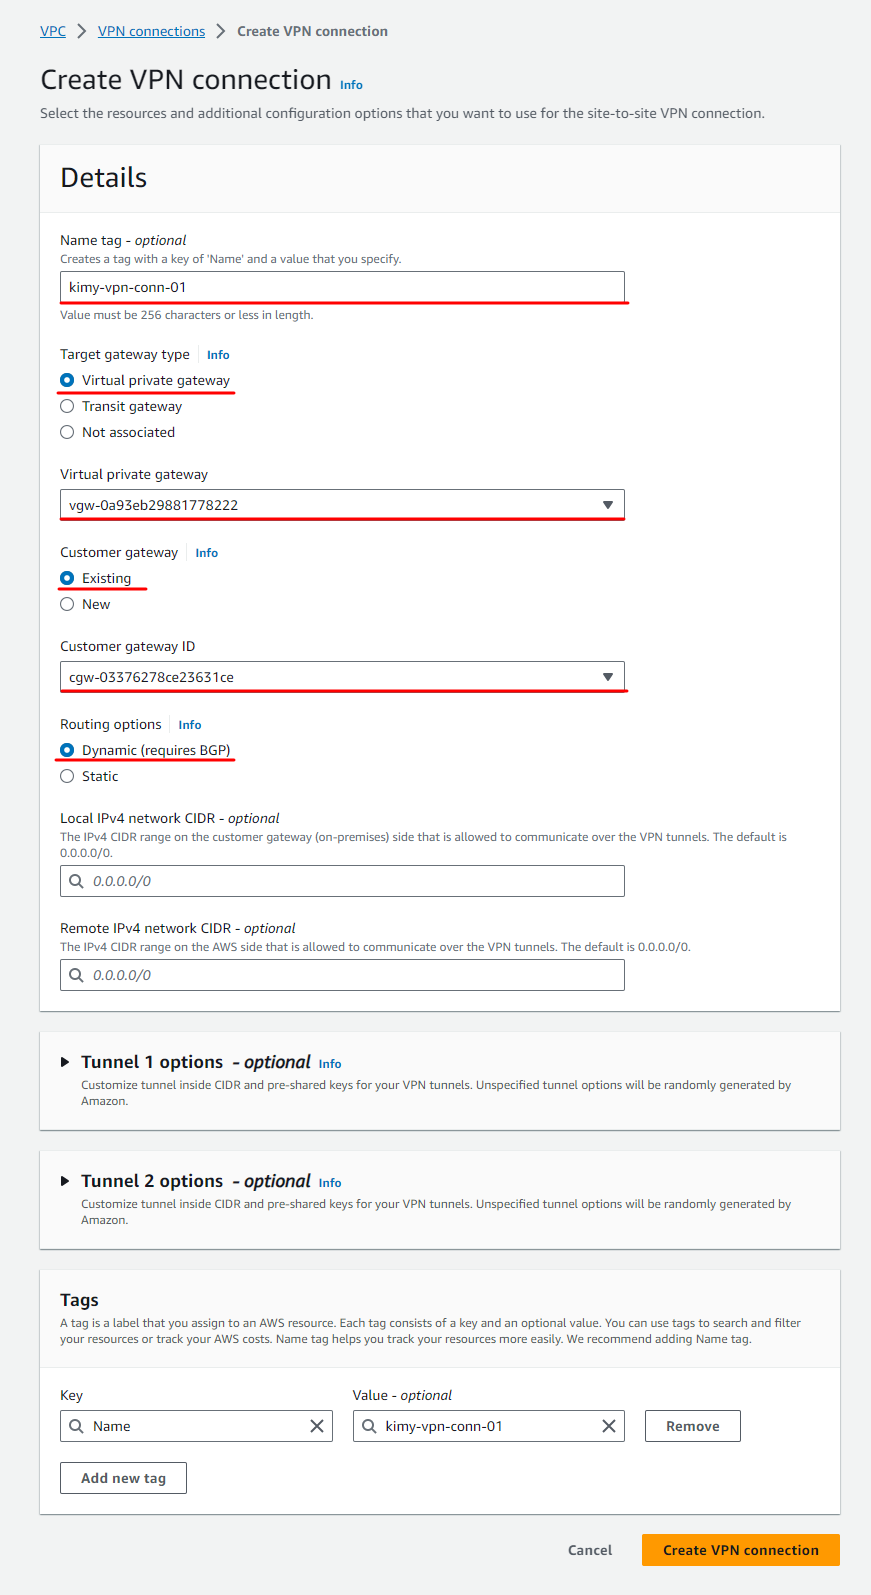 VPC > VPN connections > Create VPN connection
Create VPN connection Info
Select the resources and additional configuration options that you want to use for the site-to-site VPN connection.
Details
Name tag - optional
Creates a tag with a key of 'Name' and a value that you specify.
kimy-vpn-conn-01
Value must be 256 characters or less in length.
Target gateway type Info
Virtual private gateway
Transit gateway
Not associated
Virtual private gateway
vgw-0a93eb29881778222
Customer gateway Info
Existing
New
Customer gateway ID
cgw-03376278ce23631ce
Routing options Info
Dynamic (requires BGP)
Static
Local IPv4 network CIDR - optional
The IPv4 CIDR range on the customer gateway (on-premises) side that is allowed to communicate over the VPN tunnels. The default is
0.0.0.0/0.
0.0.0.0/0
Remote IPv4 network CIDR - optional
The IPv4 CIDR range on the AWS side that is allowed to communicate over the VPN tunnels. The default is 0.0.0.0/0.
0.0.0.0/0
Tunnel 1 options - optional Info
Customize tunnel inside CIDR and pre-shared keys for your VPN tunnels. Unspecified tunnel options will be randomly generated by
Amazon.
Tunnel 2 options - optional Info
Customize tunnel inside CIDR and pre-shared keys for your VPN tunnels. Unspecified tunnel options will be randomly generated by
Amazon.
Tags
A tag is a label that you assign to an AWS resource. Each tag consists of a key and an optional value. You can use tags to search and filter
your resources or track your AWS costs. Name tag helps you track your resources more easily. We recommend adding Name tag.
Key Value - optional
Name kimy-vpn-conn-01 Remove
Add new tag
Cancel Create VPN connection